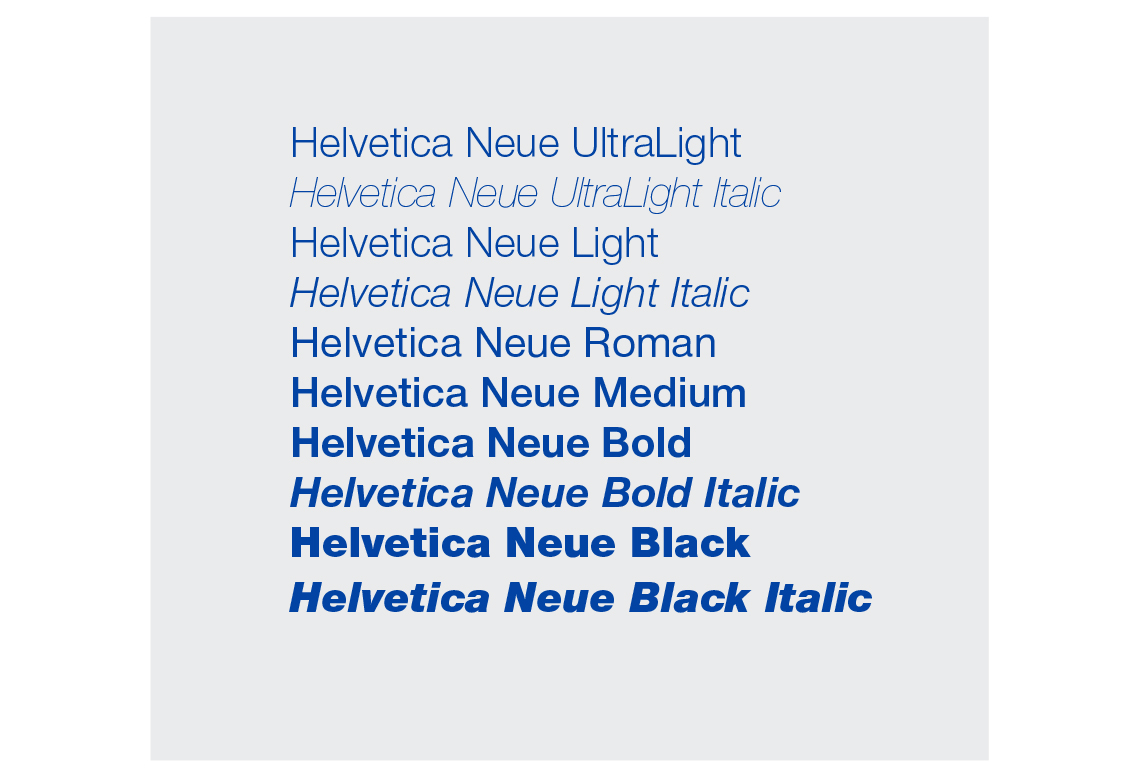 Helvetica Neue UltraLight
Helvetica Neue UltraLight Italic
Helvetica Neue Light
Helvetica Neue Light Italic
Helvetica Neue Roman
Helvetica Neue Medium
Helvetica Neue Bold
Helvetica Neue Bold Italic
Helvetica Neue Black
Helvetica Neue Black Italic